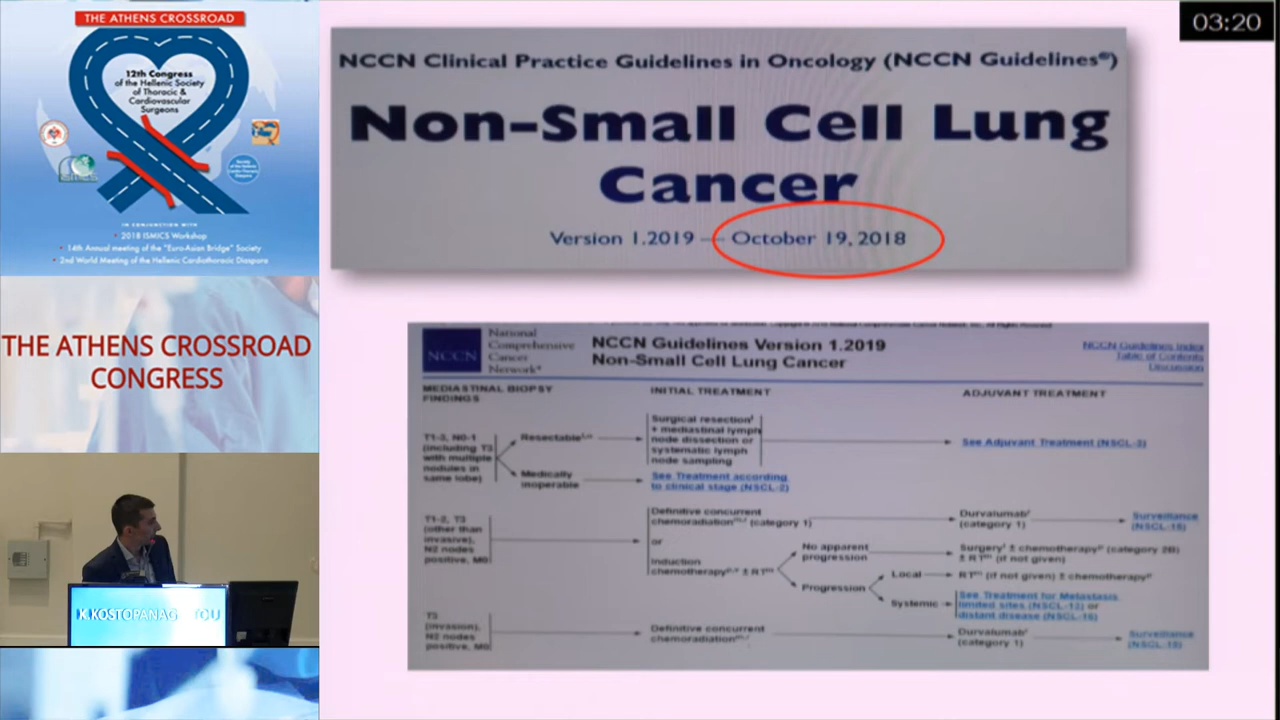 THE ATHENS CROSSROAD
12th Congress
of the Hellenic Society
of Thoracic &
Cardiovascular
Surgeons
IN CONJUNCTION WITH
• 2018 ISMICS Workshop
• 14th Annual meeting of the "Euro-Asian Bridge" Society
• 2nd World Meeting of the Hellenic Cardiothoracic Diaspora
THE ATHENS CROSSROAD
CONGRESS
K.KOSTOPANAG
CU
03:20
NCCN Clinical Practice Guidelines in Oncology (NCCN Guidelines®)
Non-Small Cell Lung
Cancer
Version 1.2019 — October 19, 2018
NCCN
National
Comprehensive
Cancer
Network®
NCCN Guidelines Version 1.2019
Non-Small Cell Lung Cancer
NCCN Guidelines Index
Table of Contents
Discussion
MEDIASTINAL BIOPSY
FINDINGS
INITIAL TREATMENT
ADJUVANT TREATMENT
T1-3, N0-1
(including T3
with multiple
nodules in
same lobe)
Resectable
Surgical resection
+ mediastinal lymph
node dissection or
systematic lymph
node sampling
See Adjuvant Treatment (NSCL-3)
Medically
inoperable
See Treatment according
to clinical stage (NSCL-2)
T1-2, T3
(other than
invasive),
N2 nodes
positive, M0
Definitive concurrent
chemoradiation (category 1)
Durvalumab
(category 1)
Surveillance
or
Induction
chemotherapy ± RT
No apparent
progression
Surgery ± chemotherapy (category 2B)
± RT (if not given)
Progression
Local
RT (if not given) ± chemotherapy
Systemic
See Treatment for Metastasis
limited sites or
distant disease
T3
(invasion),
N2 nodes
positive, M0
Definitive concurrent
chemoradiation
Durvalumab
(category 1)
Surveillance